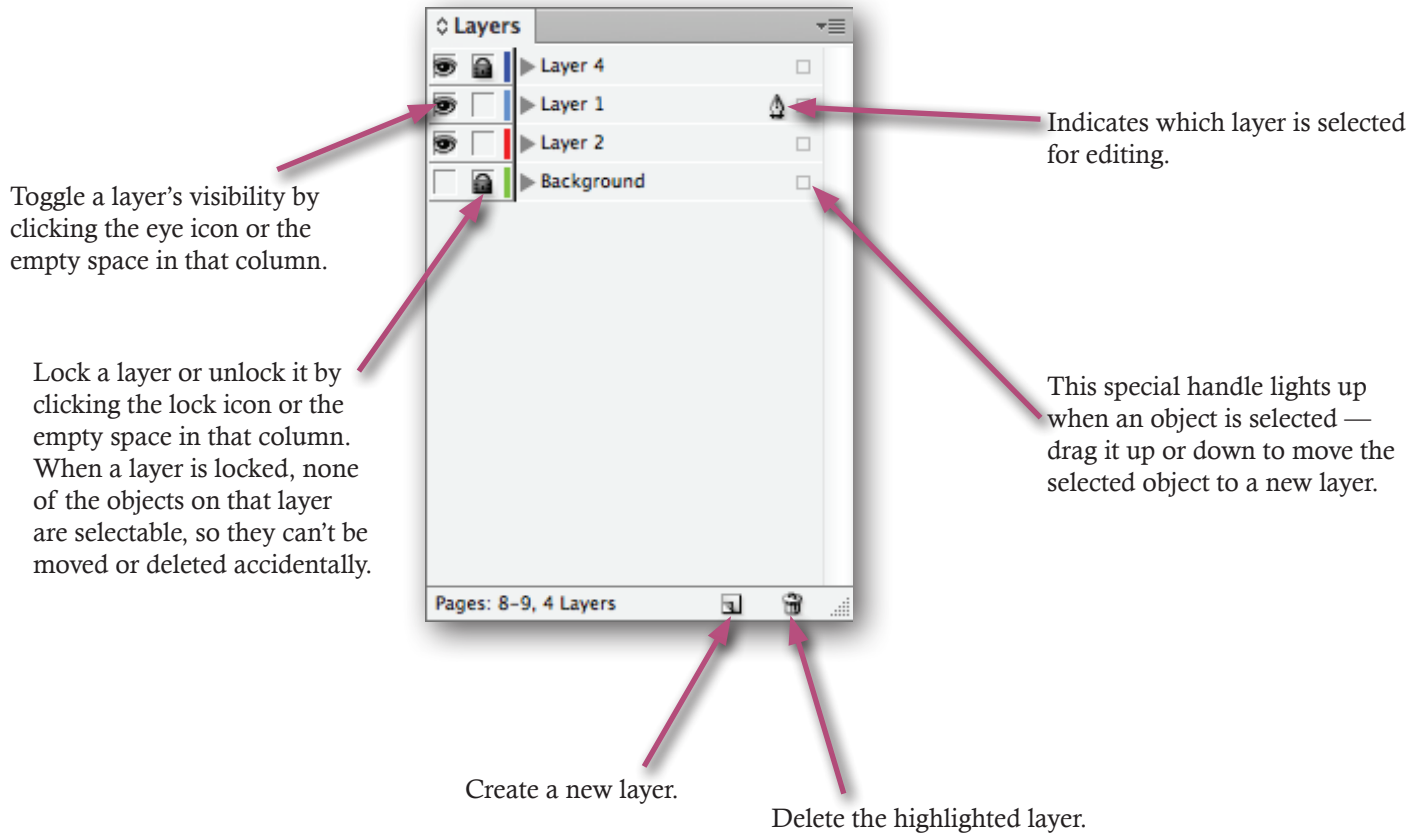 Layers
Layer 4
Layer 1
Layer 2
Background
Indicates which layer is selected
for editing.
Toggle a layer’s visibility by
clicking the eye icon or the
empty space in that column.
Lock a layer or unlock it by
clicking the lock icon or the
empty space in that column.
When a layer is locked, none
of the objects on that layer
are selectable, so they can’t be
moved or deleted accidentally.
This special handle lights up
when an object is selected —
drag it up or down to move the
selected object to a new layer.
Pages: 8–9, 4 Layers
Create a new layer.
Delete the highlighted layer.